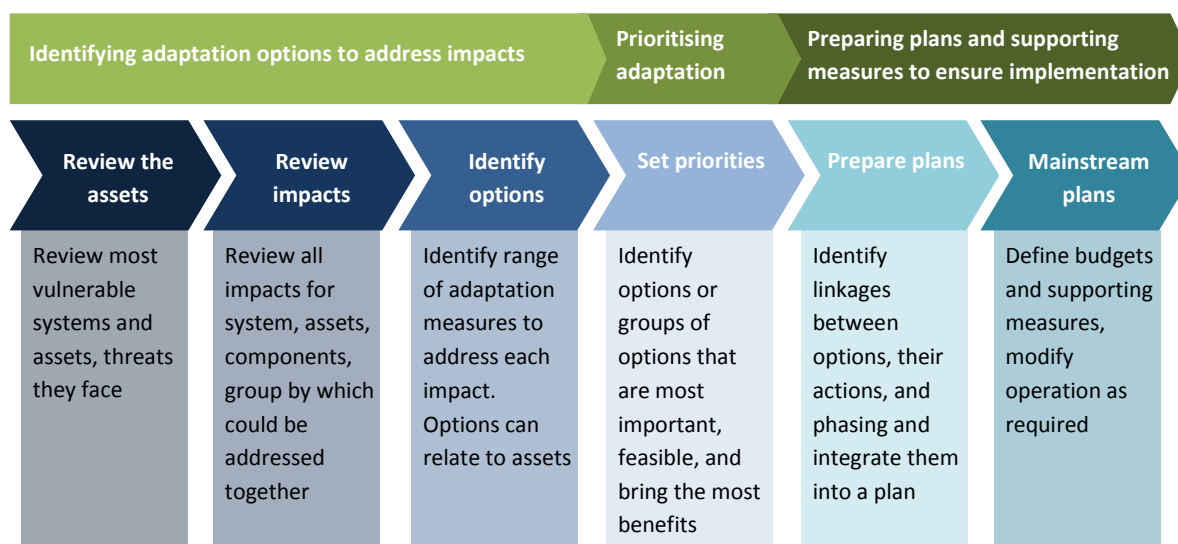 Identifying adaptation options to address impacts
Prioritising
adaptation
Preparing plans and supporting
measures to ensure implementation
Review the
assets
Review
impacts
Identify
options
Set priorities
Prepare plans
Mainstream
plans
Review most
vulnerable
systems and
assets, threats
they face
Review all
impacts for
system, assets,
components,
group by which
could be
addressed
together
Identify range
of adaptation
measures to
address each
impact.
Options can
relate to assets
Identify
options or
groups of
options that
are most
important,
feasible, and
bring the most
benefits
Identify
linkages
between
options, their
actions, and
phasing and
integrate them
into a plan
Define budgets
and supporting
measures,
modify
operation as
required